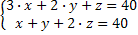 3·x + 2·y + z = 40
x + y + 2·z = 40